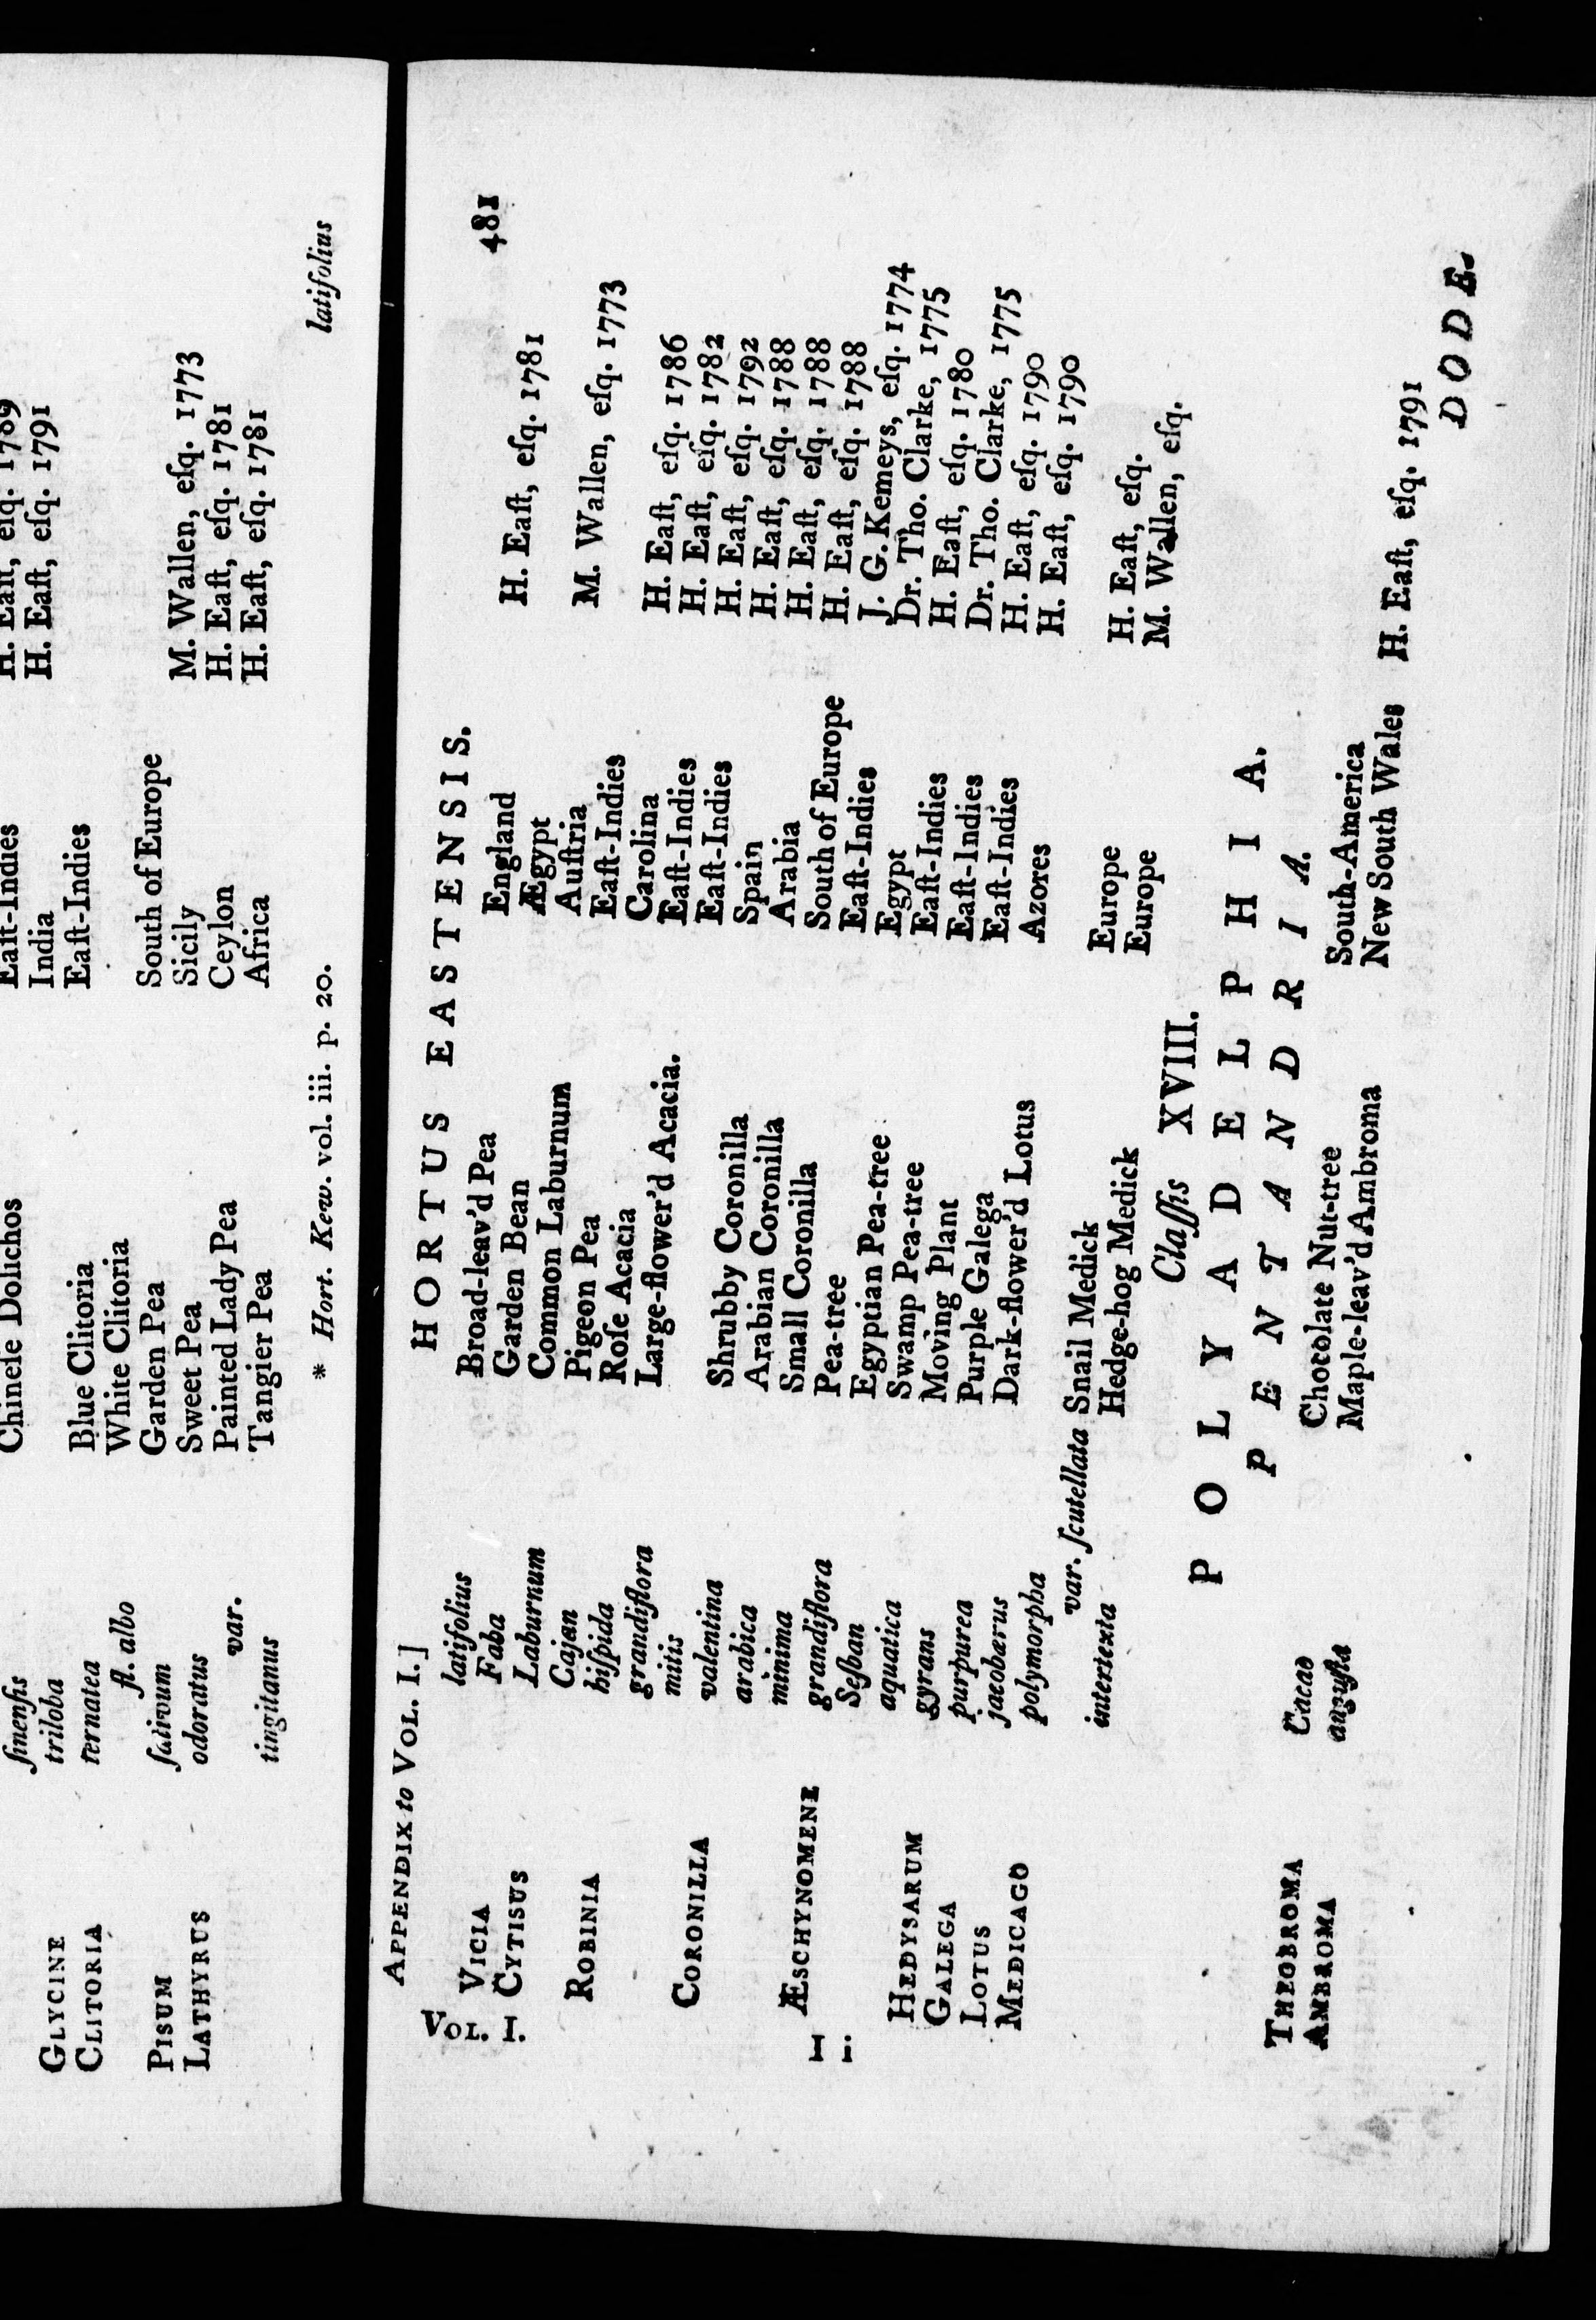 sinensis Chinese Dolichos East-Indies H. East, esq. 1789
GLYCINE triloba India H. East, esq. 1791
CLITORIA ternatea Blue Clitoria East-Indies
fl. albo White Clitoria
PISUM sativum Garden Pea South of Europe
LATHYRUS odoratus Sweet Pea Sicily M. Wallen, esq. 1773
var. Painted Lady Pea Ceylon H. East, esq. 1781
tingitanus Tangier Pea Africa H. East, esq. 1781
* Hort. Kew. vol. iii. p. 20.
latifolius
APPENDIX to VOL. I.] HORTUS EASTENSIS. 481
latifolius Broad-leav'd Pea England H. East, esq. 1781
VICIA Faba Garden Bean Ægypt
CYTISUS Laburnum Common Laburnum Austria M. Wallen, esq. 1773
Cajan Pigeon Pea East-Indies
ROBINIA hispida Rose Acacia Carolina H. East, esq. 1786
grandiflora Large-flower'd Acacia. East-Indies H. East, esq. 1782
mitis East-Indies H. East, esq. 1792
CORONILLA valentina Shrubby Coronilla Spain H. East, esq. 1788
arabica Arabian Coronilla Arabia H. East, esq. 1788
minima Small Coronilla South of Europe H. East, esq. 1788
ÆSCHYNOMENE grandiflora Pea-tree East-Indies J. G. Kemeys, esq. 1774
Sesban Egyptian Pea-tree Egypt Dr. Tho. Clarke, 1775
aquatica Swamp Pea-tree East-Indies H. East, esq. 1780
HEDYSARUM gyrans Moving Plant East-Indies Dr. Tho. Clarke, 1775
GALEGA purpurea Purple Galega East-Indies H. East, esq. 1790
LOTUS jacobæus Dark-flower'd Lotus Azores H. East, esq. 1790
MEDICAGO polymorpha
var. scutellata Snail Medick Europe H. East, esq.
intertexta Hedge-hog Medick Europe M. Wallen, esq.
Classis XVIII.
POLYADELPHIA.
PENTANDRIA.
THEOBROMA Cacao Chocolate Nut-tree South-America
AMBROMA augusta Maple-leav'd Ambroma New South Wales H. East, esq. 1791
VOL. I. I i
DODE.